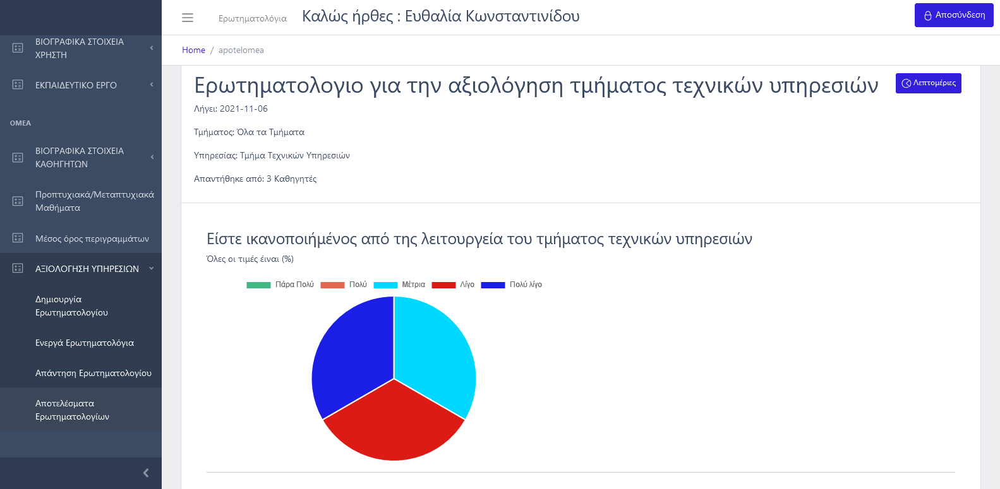 Ερωτηματολόγια
Καλώς ήρθες : Ευθαλία Κωνσταντινίδου
Αποσύνδεση
Home / apotelomea
ΒΙΟΓΡΑΦΙΚΑ ΣΤΟΙΧΕΙΑ
ΧΡΗΣΤΗ
ΕΚΠΑΙΔΕΥΤΙΚΟ ΕΡΓΟ
ΟΜΕΑ
ΒΙΟΓΡΑΦΙΚΑ ΣΤΟΙΧΕΙΑ
ΚΑΘΗΓΗΤΩΝ
Προπτυχιακά/Μεταπτυχιακά
Μαθήματα
Μέσος όρος περιγραμμάτων
ΑΞΙΟΛΟΓΗΣΗ ΥΠΗΡΕΣΙΩΝ
Δημιουργία
Ερωτηματολογίου
Ενεργά Ερωτηματολόγια
Απάντηση Ερωτηματολογίου
Αποτελέσματα
Ερωτηματολογίων
Ερωτηματολογιο για την αξιολόγηση τμήματος τεχνικών υπηρεσιών
Λεπτομέριες
Λήγει: 2021-11-06
Τμήματος: Όλα τα Τμήματα
Υπηρεσίας: Τμήμα Τεχνικών Υπηρεσιών
Απαντήθηκε από: 3 Καθηγητές
Είστε ικανοποιήμένος από της λειτουργεία του τμήματος τεχνικών υπηρεσιών
Όλες οι τιμές έιναι (%)
Πάρα Πολύ Πολύ Μέτρια Λίγο Πολύ λίγο